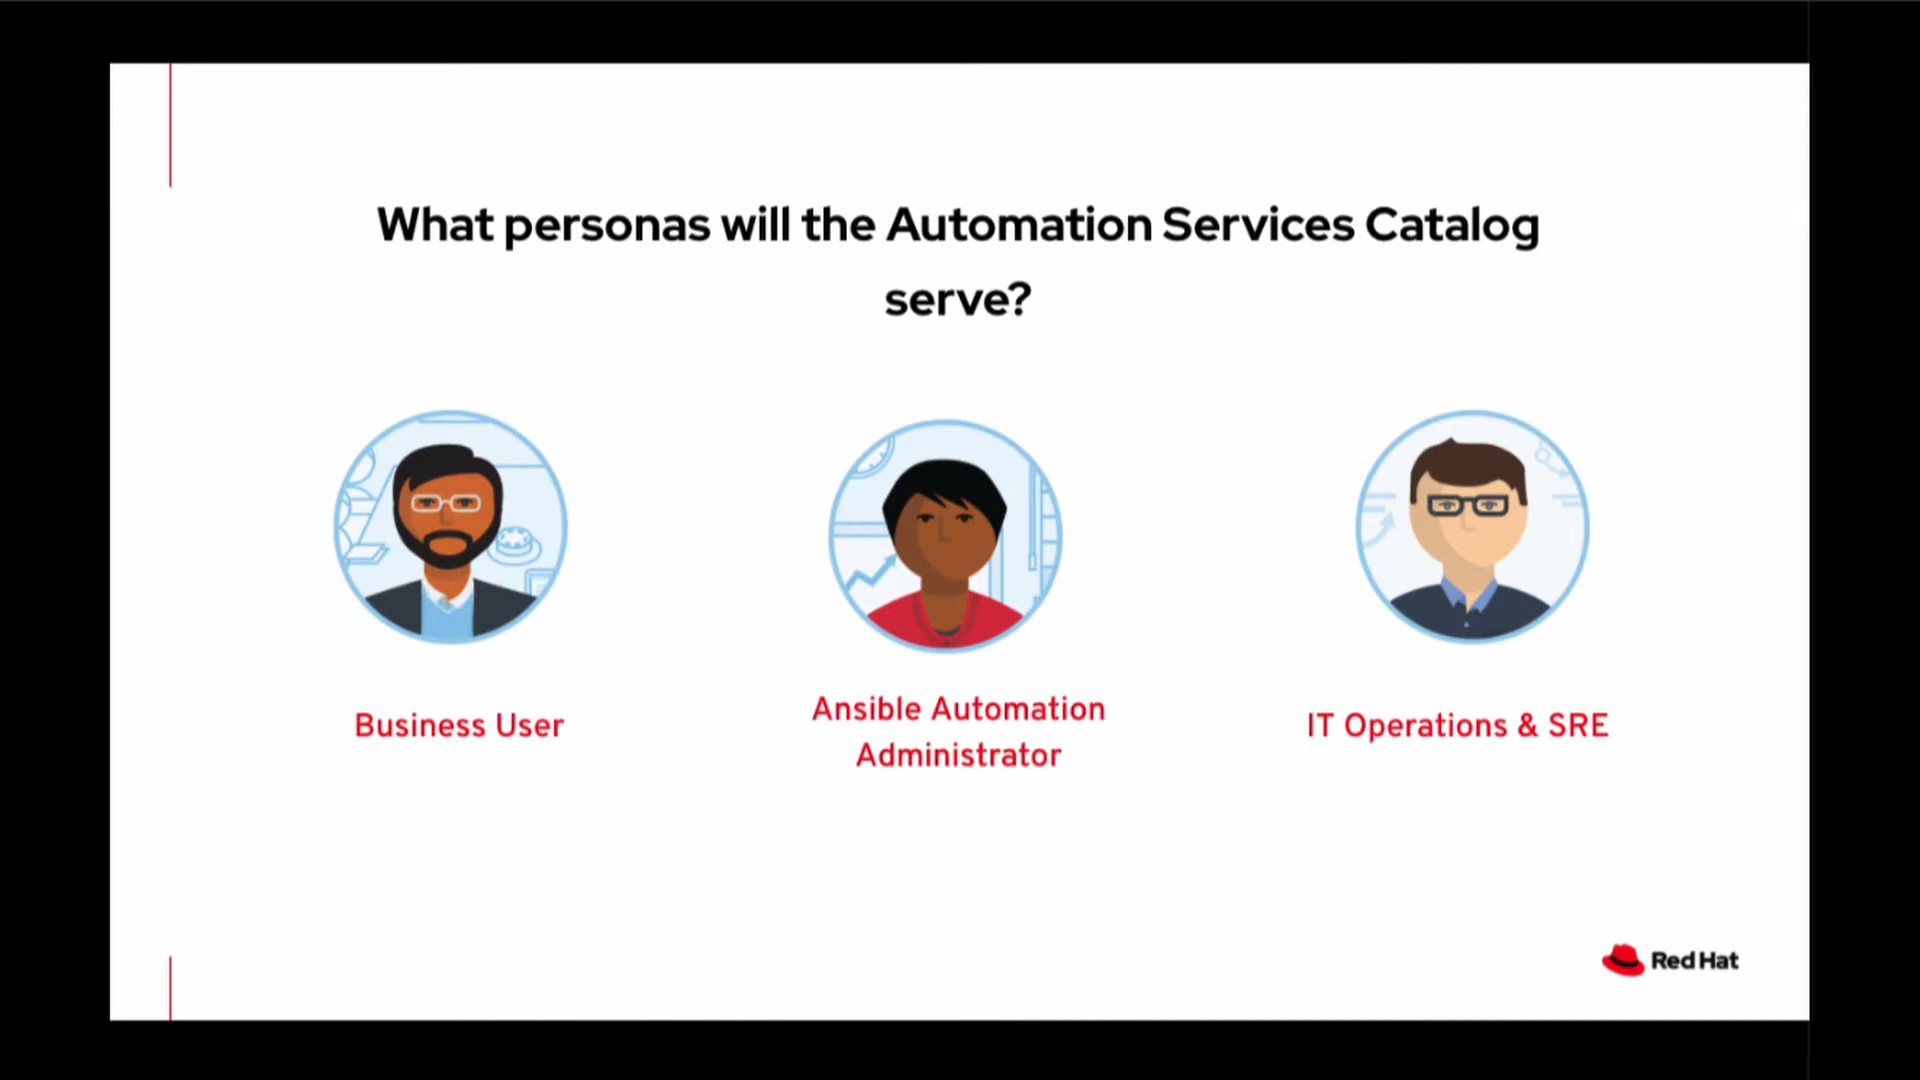 What personas will the Automation Services Catalog
serve?
Business User
Ansible Automation
Administrator
IT Operations & SRE
Red Hat